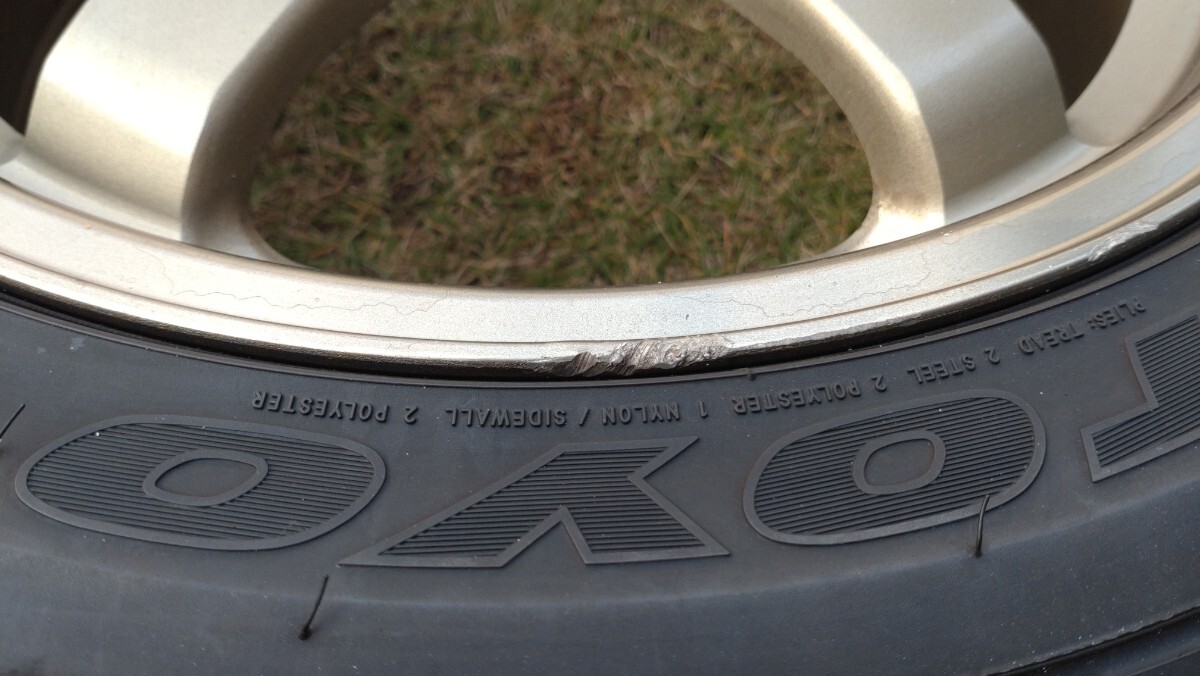 PLIES: TREAD 2 STEEL 2 POLYESTER 1 NYLON / SIDEWALL 2 POLYESTER
TOYO